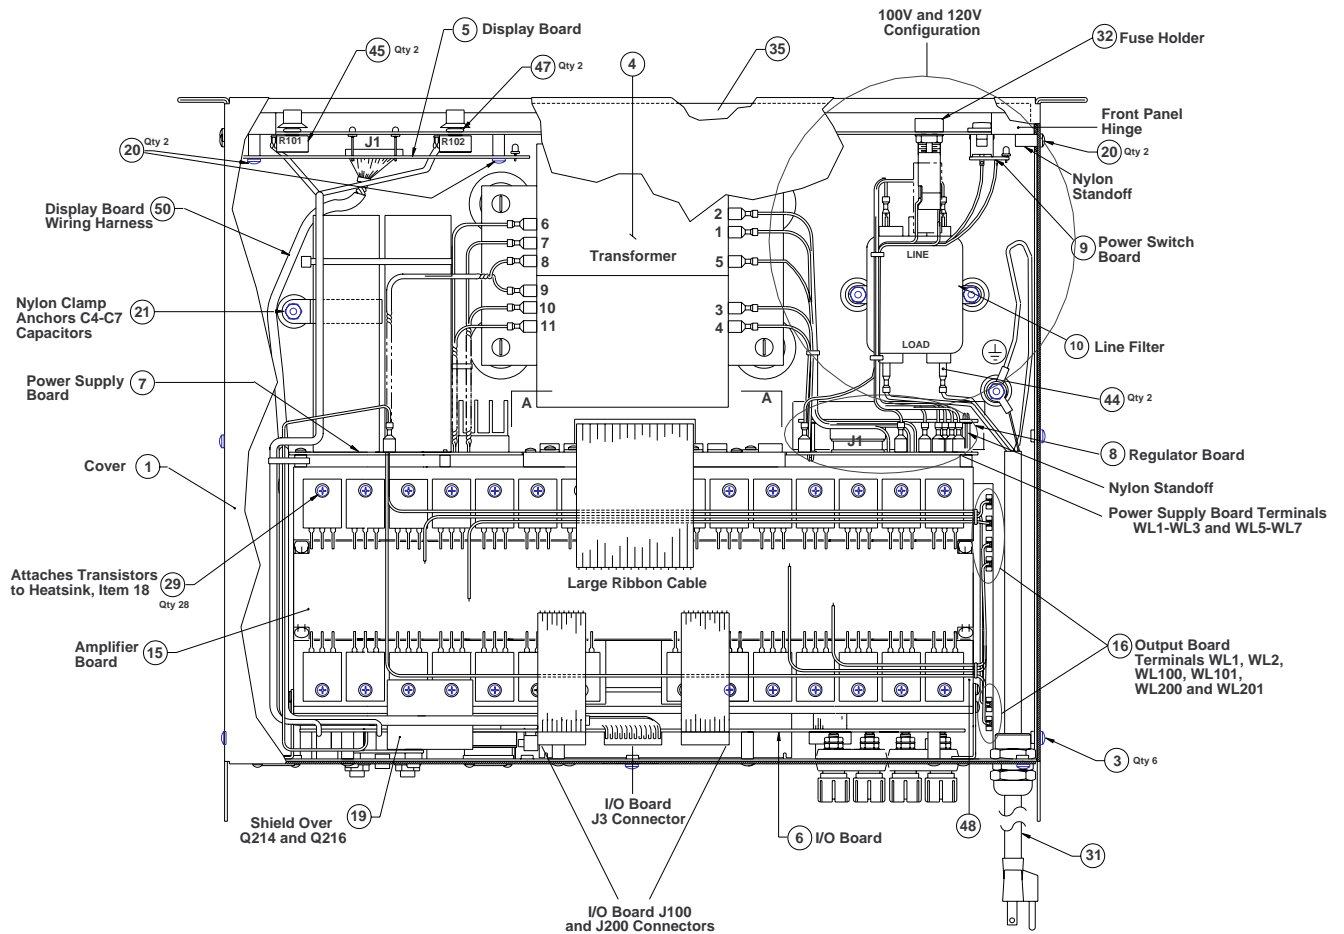 100V and 120V
Configuration
5 Display Board
32 Fuse Holder
45 Qty 2
35
47 Qty 2
4
Front Panel
Hinge
R101
J1
R102
20 Qty 2
20 Qty 2
Nylon
Standoff
Display Board 50
Wiring Harness
6
7
8
9
10
11
Transformer
2
1
5
3
4
LINE
LOAD
9 Power Switch
Board
Nylon Clamp
Anchors C4-C7 21
Capacitors
10 Line Filter
Power Supply 7
Board
A
A
44 Qty 2
J1
8 Regulator Board
Cover 1
Nylon Standoff
Power Supply Board Terminals
WL1-WL3 and WL5-WL7
Attaches Transistors 29
to Heatsink, Item 18
Qty 28
Large Ribbon Cable
Amplifier 15
Board
16 Output Board
Terminals WL1, WL2,
WL100, WL101,
WL200 and WL201
3 Qty 6
19
Shield Over
Q214 and Q216
I/O Board
J3 Connector
6 I/O Board
48
31
I/O Board J100
and J200 Connectors